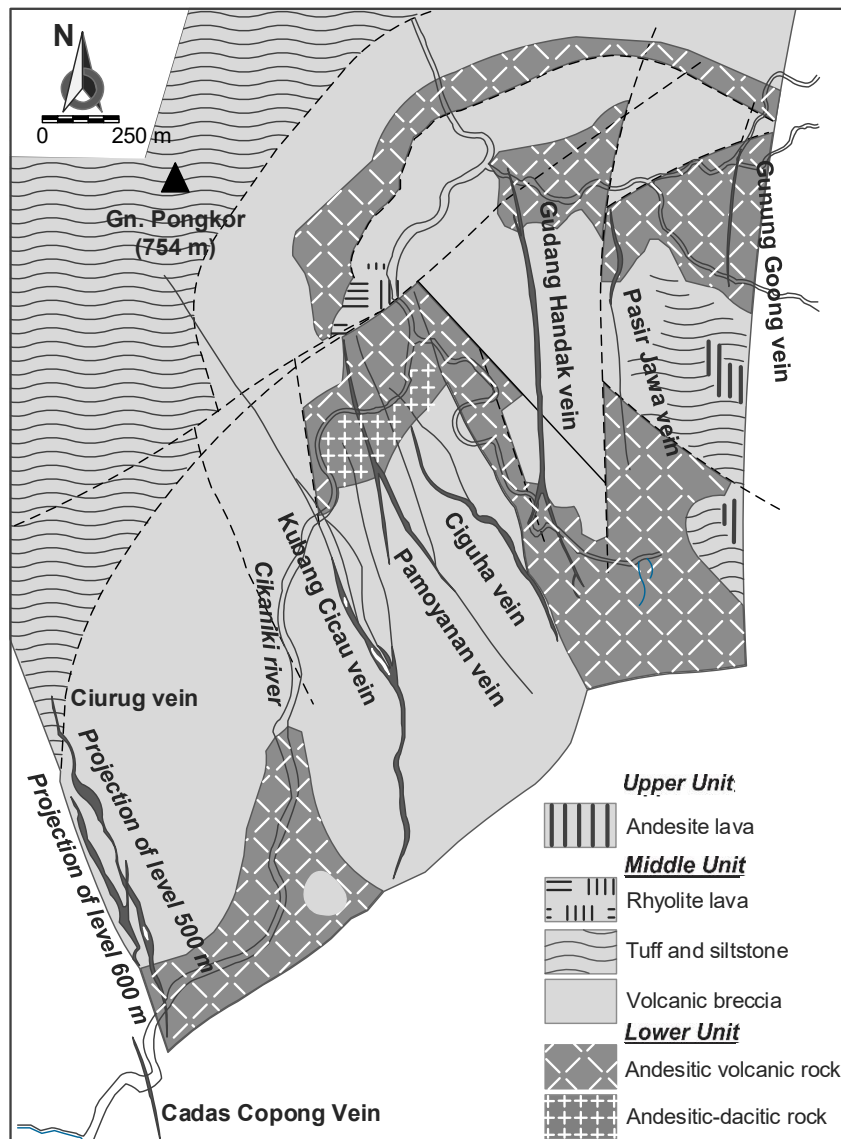 N
0 250 m
Gn. Pongkor
(754 m)
Gunung Goong vein
Gudang Handak vein
Pasir Jawa vein
Ciguha vein
Pamoyanan vein
Kubang Cicau vein
Cikaniki river
Ciurug vein
Projection of level 500 m
Projection of level 600 m
Cadas Copong Vein
Upper Unit
Andesite lava
Middle Unit
Rhyolite lava
Tuff and siltstone
Volcanic breccia
Lower Unit
Andesitic volcanic rock
Andesitic-dacitic rock